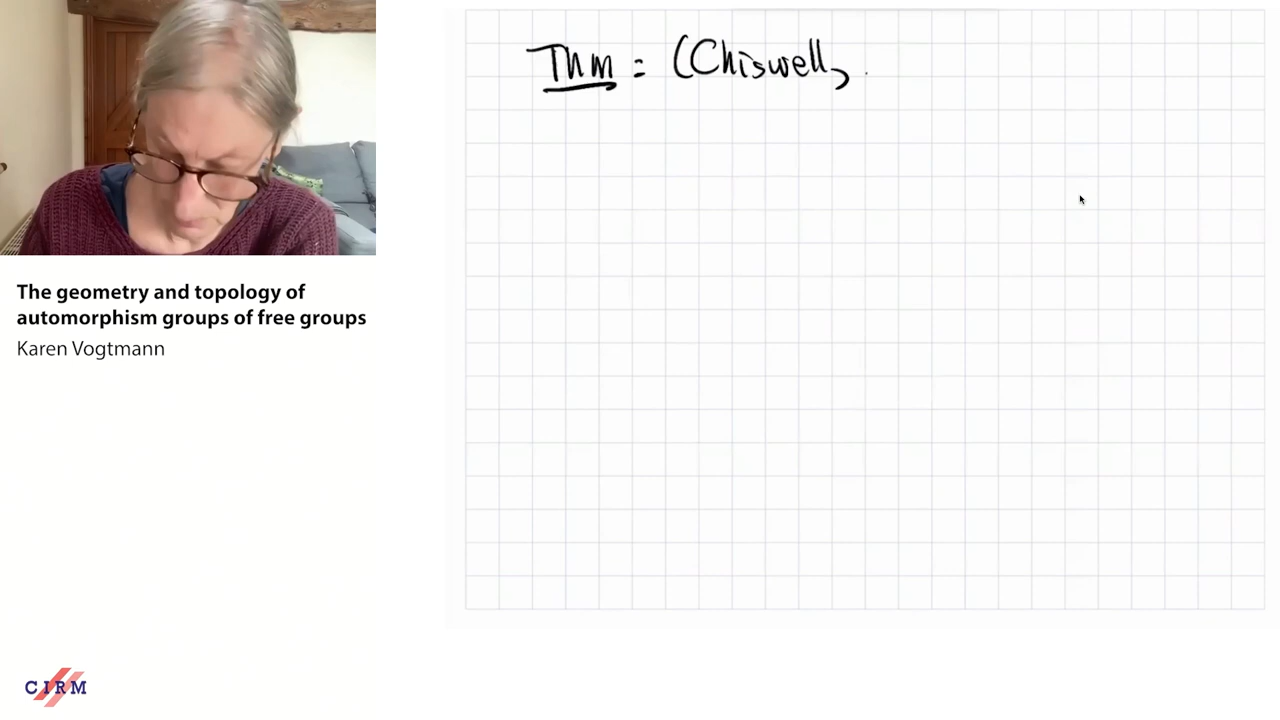 Thm : (Chiswell,
The geometry and topology of
automorphism groups of free groups
Karen Vogtmann
CIRM